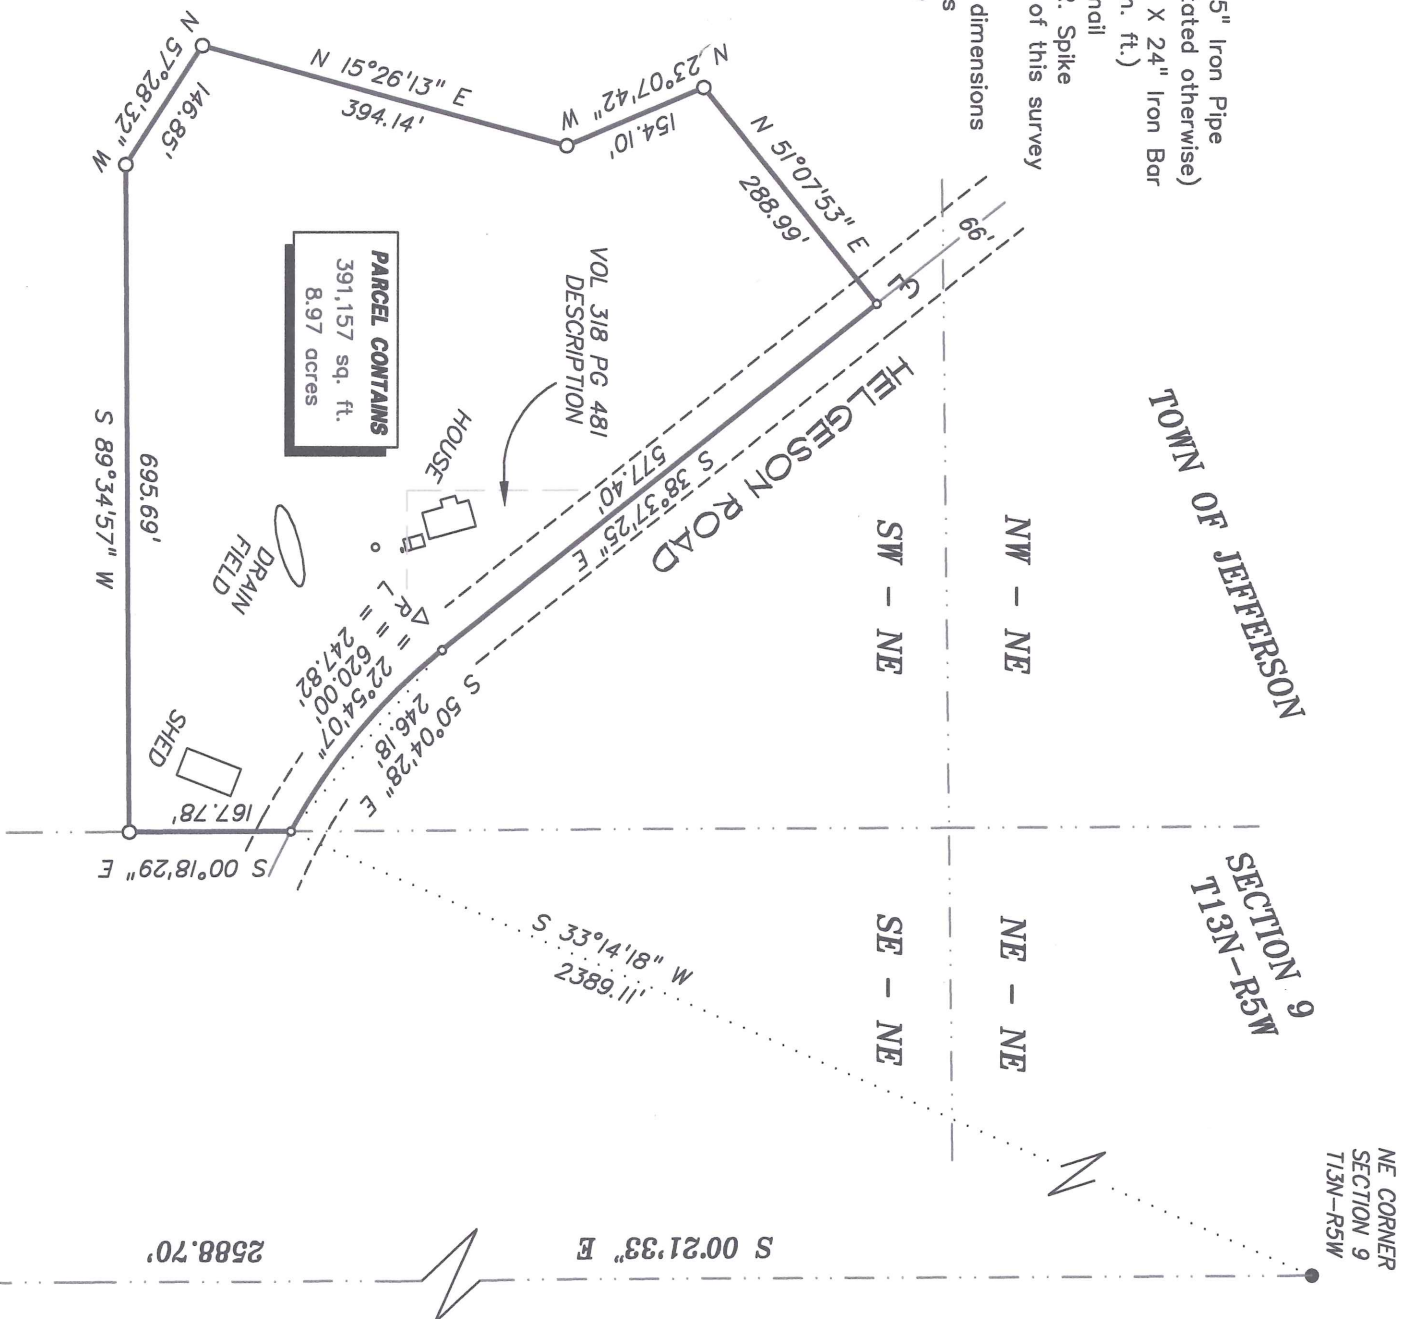 5" Iron Pipe
tated otherwise)
X 24" Iron Bar
n. ft.)
nail
. Spike
of this survey
dimensions
s
TOWN OF JEFFERSON
SECTION 9
T13N-R5W
NE CORNER
SECTION 9
T13N-R5W
NW - NE
SW - NE
NE - NE
SE - NE
66'
CL
HELGESON ROAD
S 38°37'25" E
577.40'
N 51°07'53" E
288.99'
N 23°07'42" W
154.10'
N 15°26'13" E
394.14'
N 57°28'32" W
146.85'
VOL 318 PG 481
DESCRIPTION
PARCEL CONTAINS
391,157 sq. ft.
8.97 acres
HOUSE
DRAIN
FIELD
SHED
Δ = 22°54'07"
R = 620.00'
L = 247.82'
S 50°04'28" E
246.18'
695.69'
S 89°34'57" W
167.78'
S 00°18'29" E
S 33°14'18" W
2389.11'
S 00°21'33" E
2588.70'